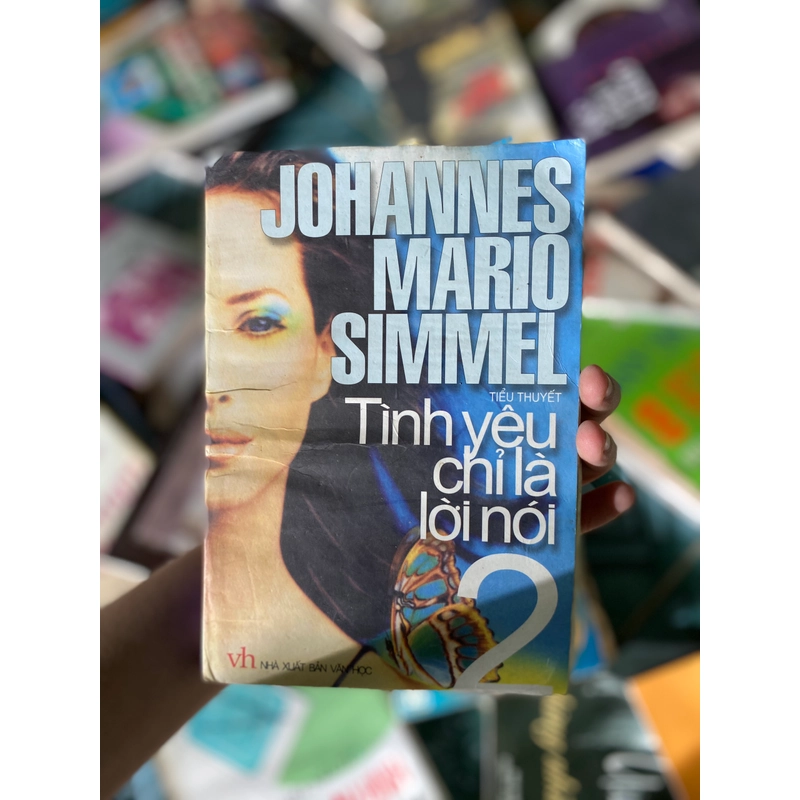 JOHANNES
MARIO
SIMMEL
TIỂU THUYẾT
Tình yêu
chỉ là
lời nói
2
vh NHÀ XUẤT BẢN VĂN HỌC